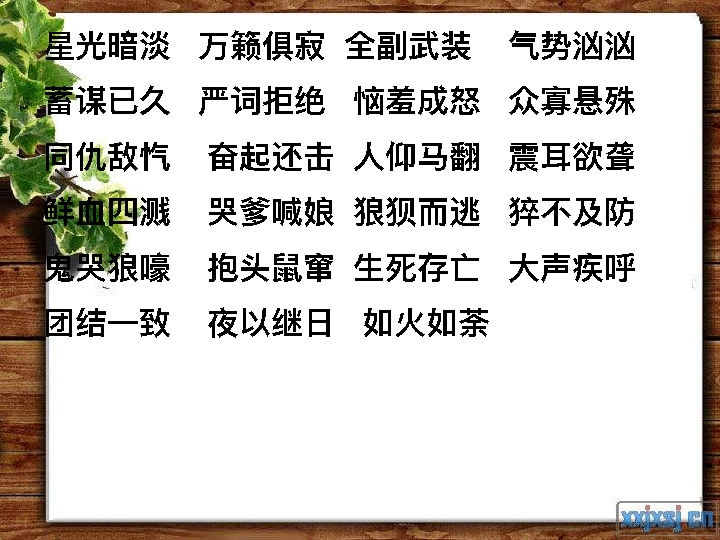 星光暗淡 万籁俱寂 全副武装 气势汹汹
蓄谋已久 严词拒绝 恼羞成怒 众寡悬殊
同仇敌忾 奋起还击 人仰马翻 震耳欲聋
鲜血四溅 哭爹喊娘 狼狈而逃 猝不及防
鬼哭狼嚎 抱头鼠窜 生死存亡 大声疾呼
团结一致 夜以继日 如火如荼
xxjxsj.cn